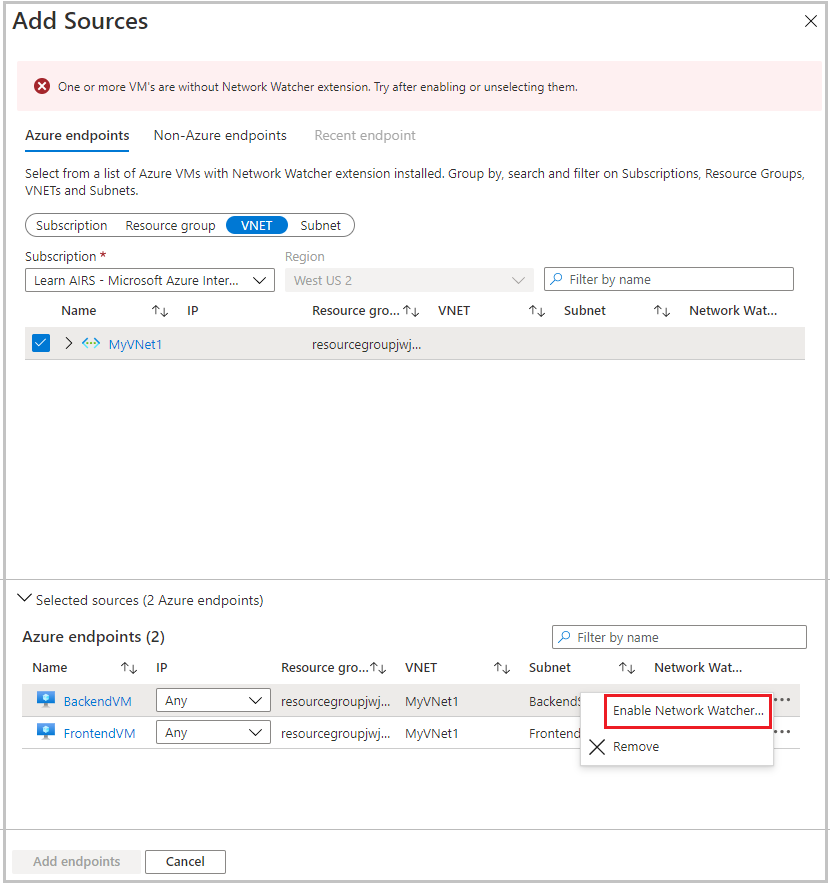 Add Sources
One or more VM's are without Network Watcher extension. Try after enabling or unselecting them.
Azure endpoints Non-Azure endpoints Recent endpoint
Select from a list of Azure VMs with Network Watcher extension installed. Group by, search and filter on Subscriptions, Resource Groups,
VNETs and Subnets.
Subscription Resource group VNET Subnet
Subscription * Region
Learn AIRS - Microsoft Azure Inter... West US 2 Filter by name
Name IP Resource gro... VNET Subnet Network Wat...
MyVNet1 resourcegroupjwj...
Selected sources (2 Azure endpoints)
Azure endpoints (2) Filter by name
Name IP Resource gro... VNET Subnet Network Wat...
BackendVM Any resourcegroupjwj... MyVNet1 BackendS Enable Network Watcher...
FrontendVM Any resourcegroupjwj... MyVNet1 Fronten
Remove
Add endpoints Cancel